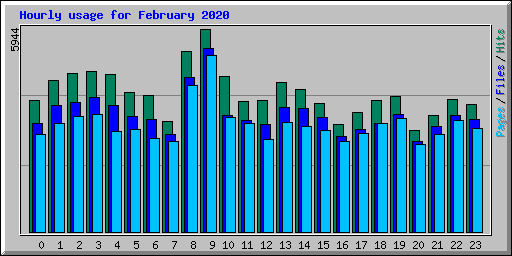 Hourly usage for February 2020
5944
Pages / Files / Hits
0 1 2 3 4 5 6 7 8 9 10 11 12 13 14 15 16 17 18 19 20 21 22 23